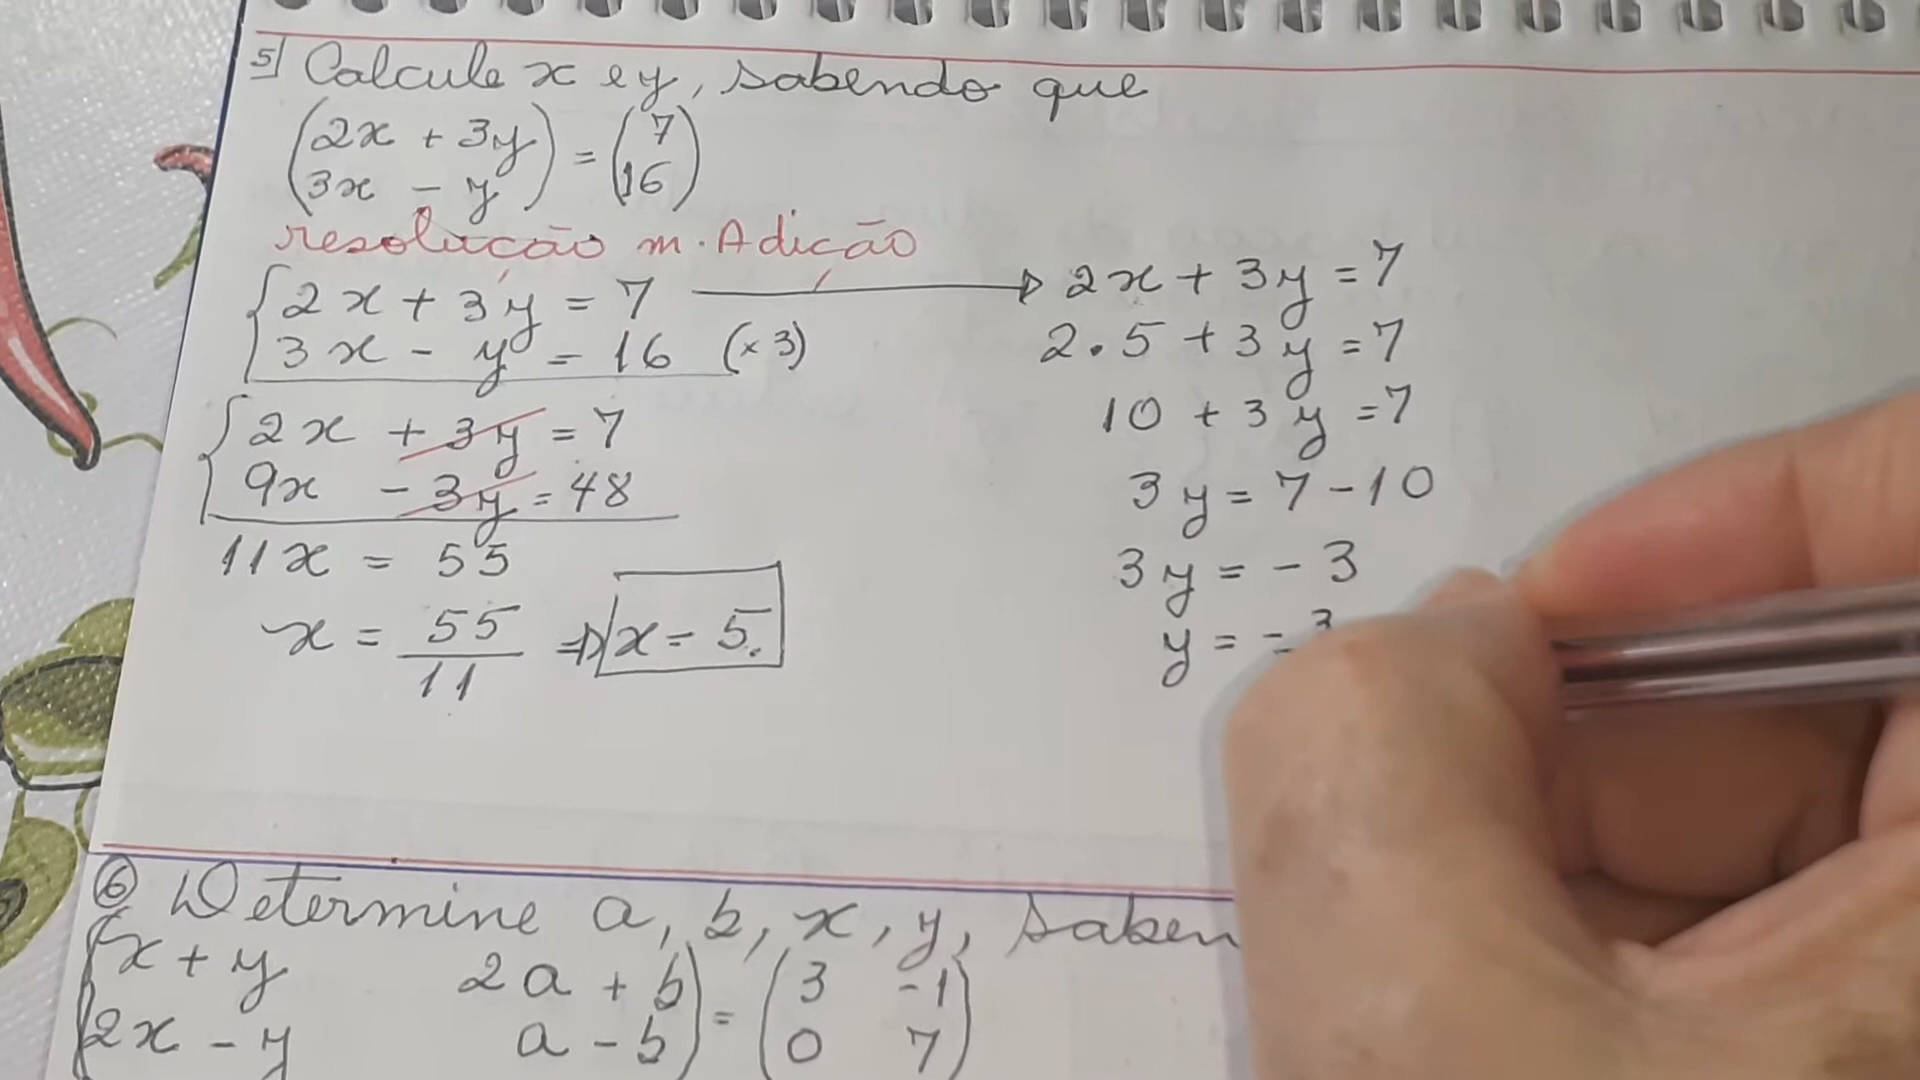 5) Calcule x e y, sabendo que
(2x + 3y) = (7)
(3x - y) (16)
resolução m. Adição
{2x + 3y = 7
3x - y = 16 (x 3)
{2x + 3y = 7
9x - 3y = 48
11x = 55
x = 55/11 ⇒ x = 5.
2x + 3y = 7
2.5 + 3y = 7
10 + 3y = 7
3y = 7 - 10
3y = - 3
y = - 3
6 Determine a, b, x, y,
(x + y 2a + b) = (3 -1)
(2x - y a - b) (0 7)